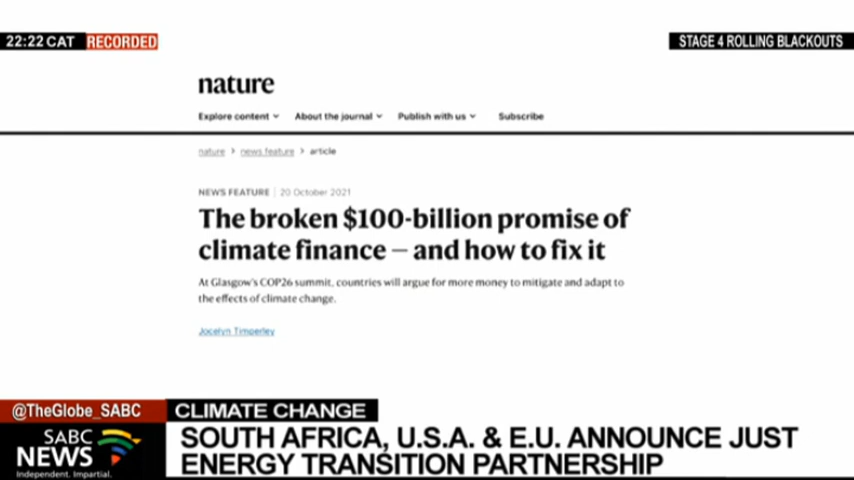 22:22 CAT RECORDED
STAGE 4 ROLLING BLACKOUTS
nature
Explore content About the journal Publish with us Subscribe
nature > news feature > article
NEWS FEATURE | 20 October 2021
The broken $100-billion promise of
climate finance — and how to fix it
At Glasgow's COP26 summit, countries will argue for more money to mitigate and adapt to
the effects of climate change.
Jocelyn Timperley
@TheGlobe_SABC
CLIMATE CHANGE
SABC
NEWS
Independent. Impartial.
SOUTH AFRICA, U.S.A. & E.U. ANNOUNCE JUST
ENERGY TRANSITION PARTNERSHIP